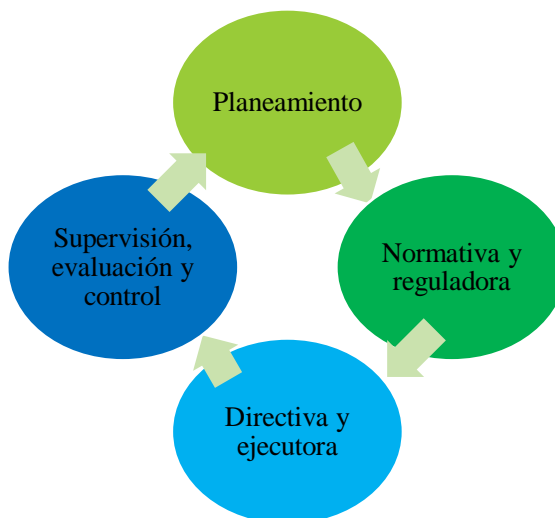 Planeamiento
Normativa y
reguladora
Directiva y
ejecutora
Supervisión,
evaluación y
control